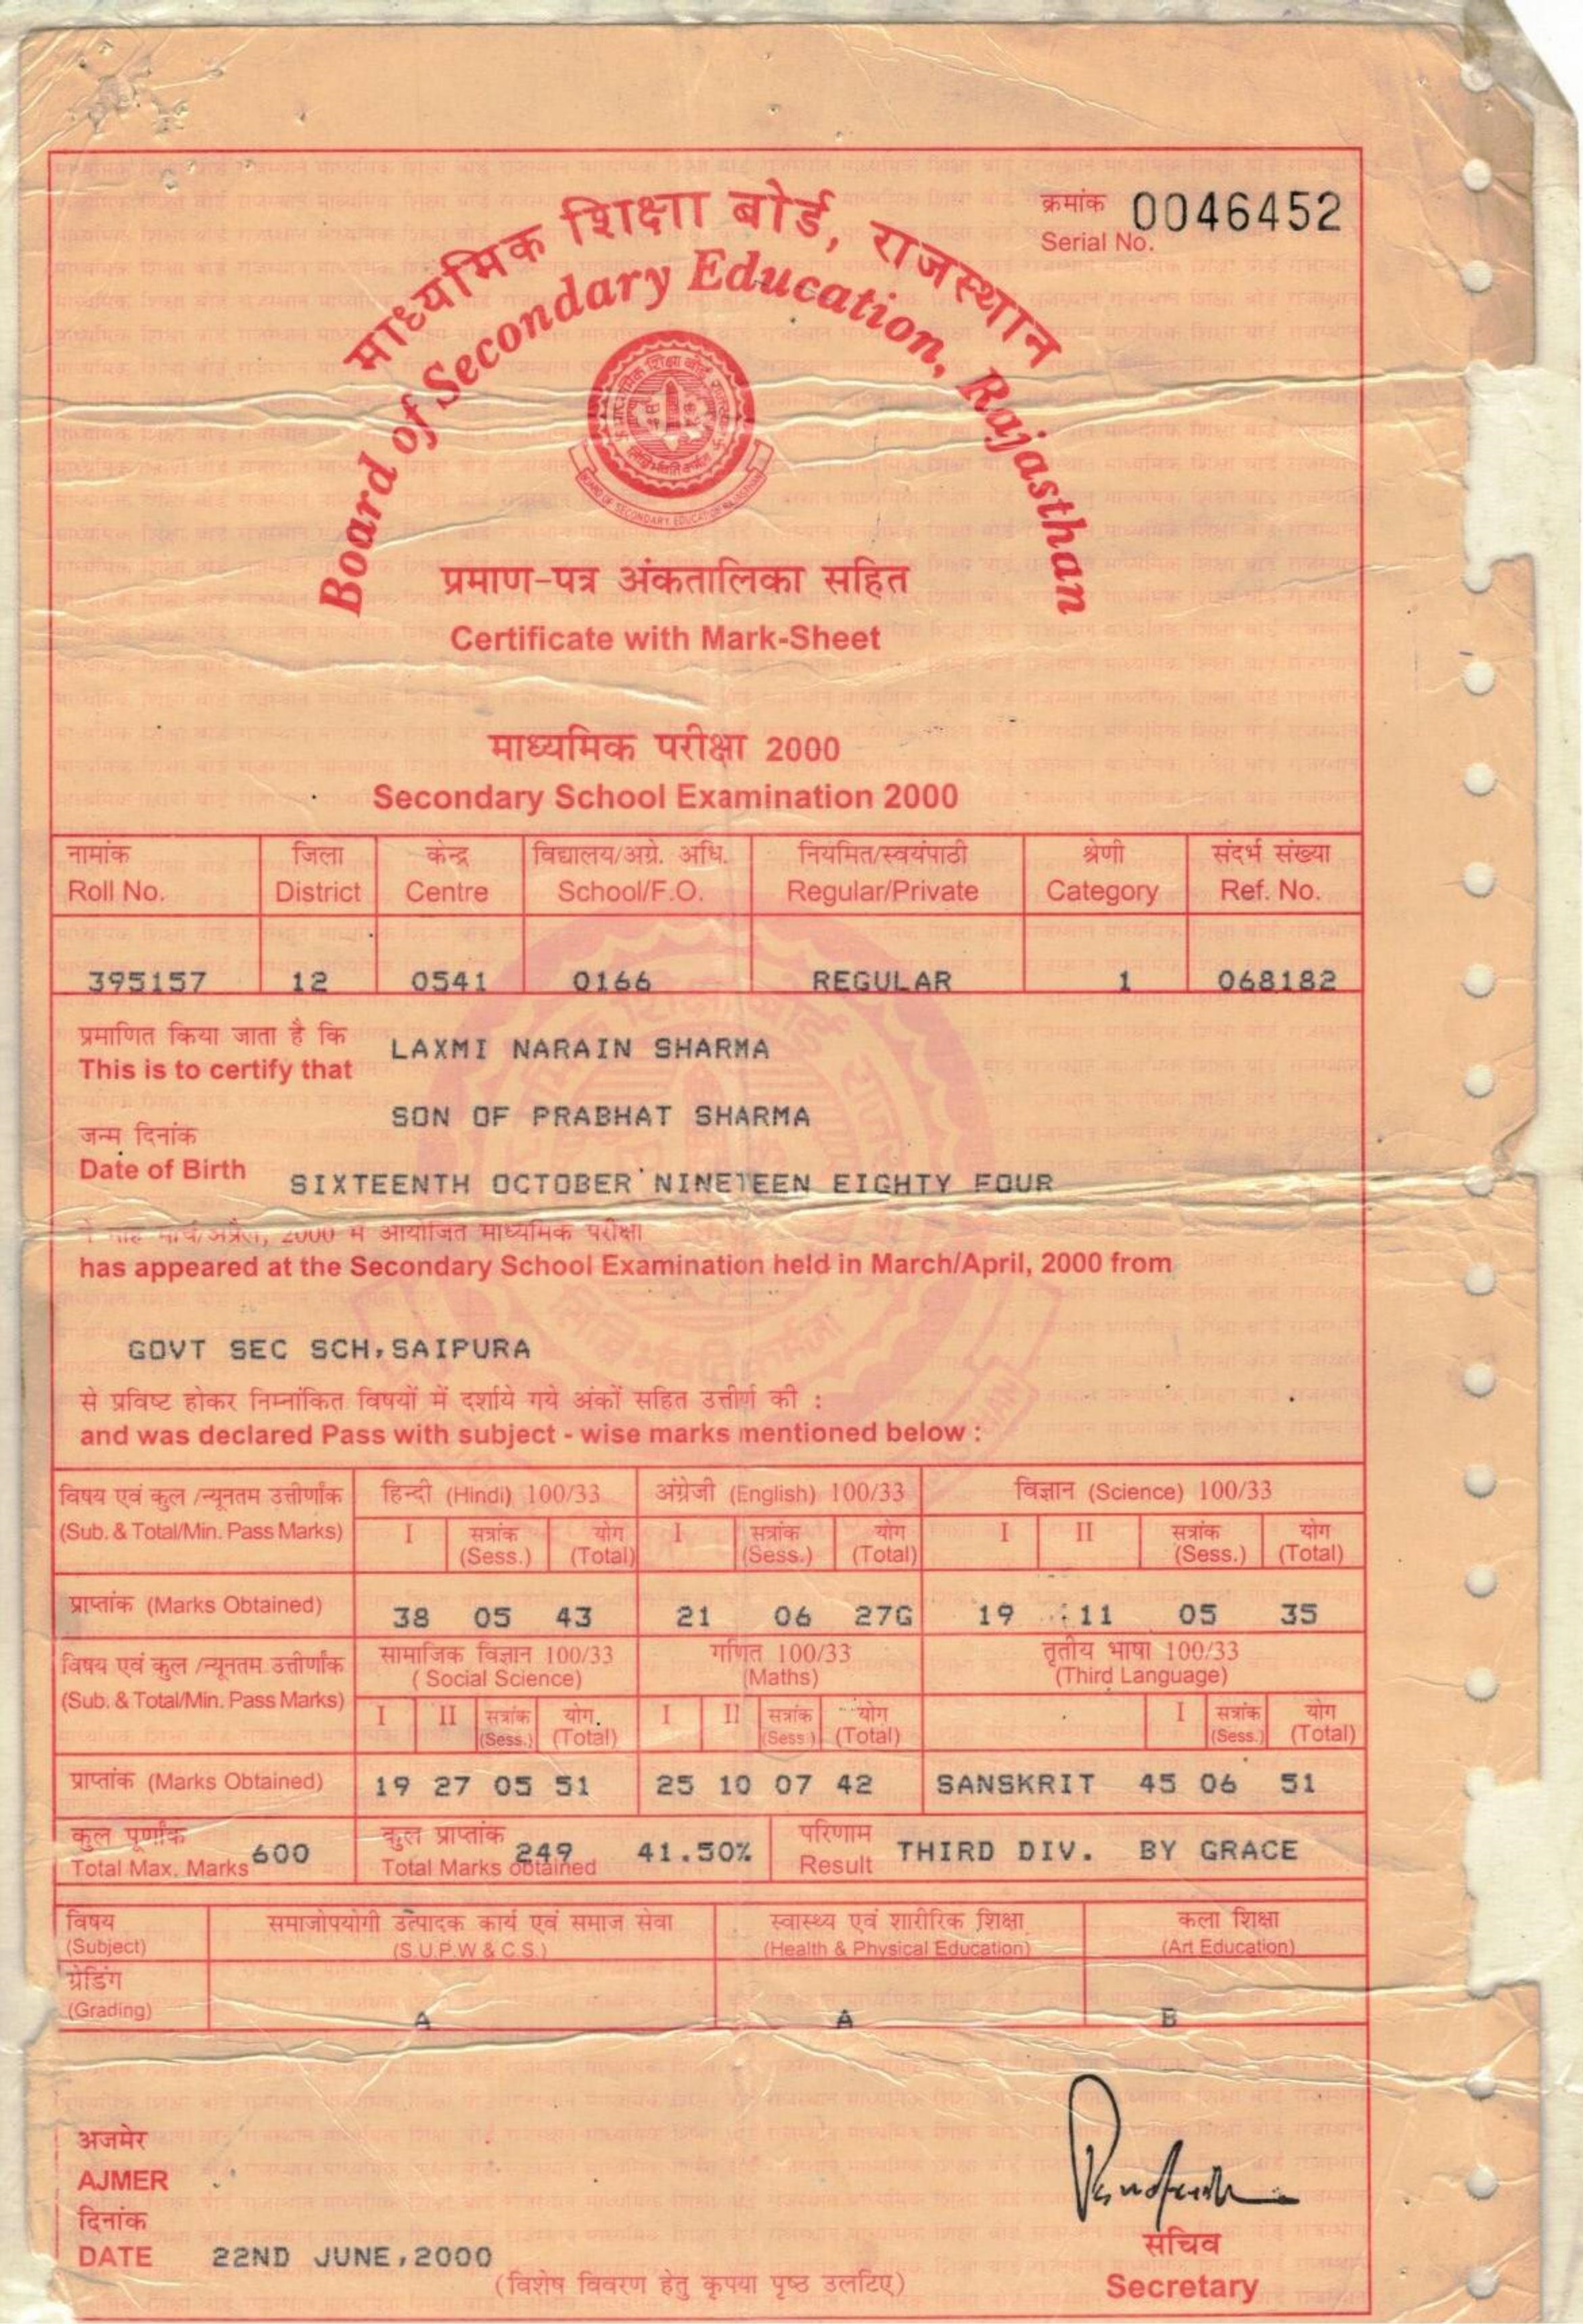 क्रमांक 0046452
Serial No.
माध्यमिक शिक्षा बोर्ड, राजस्थान
Board of Secondary Education, Rajasthan
BOARD OF SECONDARY EDUCATION RAJASTHAN
प्रमाण-पत्र अंकतालिका सहित
Certificate with Mark-Sheet
माध्यमिक परीक्षा 2000
Secondary School Examination 2000
नामांक जिला केन्द्र विद्यालय/अग्रे. अधि. नियमित/स्वयंपाठी श्रेणी संदर्भ संख्या
Roll No. District Centre School/F.O. Regular/Private Category Ref. No.
395157 12 0541 0166 REGULAR 1 068182
प्रमाणित किया जाता है कि
This is to certify that LAXMI NARAIN SHARMA
SON OF PRABHAT SHARMA
जन्म दिनांक
Date of Birth SIXTEENTH OCTOBER NINETEEN EIGHTY FOUR
ने माह मार्च/अप्रैल, 2000 में आयोजित माध्यमिक परीक्षा
has appeared at the Secondary School Examination held in March/April, 2000 from
GOVT SEC SCH,SAIPURA
से प्रविष्ट होकर निम्नांकित विषयों में दर्शाये गये अंकों सहित उत्तीर्ण की :
and was declared Pass with subject - wise marks mentioned below :
विषय एवं कुल /न्यूनतम उत्तीर्णांक हिन्दी (Hindi) 100/33 अंग्रेजी (English) 100/33 विज्ञान (Science) 100/33
(Sub. & Total/Min. Pass Marks) I सत्रांक योग I सत्रांक योग I II सत्रांक योग
(Sess.) (Total) (Sess.) (Total) (Sess.) (Total)
प्राप्तांक (Marks Obtained) 38 05 43 21 06 27G 19 11 05 35
विषय एवं कुल /न्यूनतम उत्तीर्णांक सामाजिक विज्ञान 100/33 गणित 100/33 तृतीय भाषा 100/33
( Social Science) (Maths) (Third Language)
(Sub. & Total/Min. Pass Marks) I II सत्रांक योग I II सत्रांक योग I सत्रांक योग
(Sess.) (Total) (Sess.) (Total) (Sess.) (Total)
प्राप्तांक (Marks Obtained) 19 27 05 51 25 10 07 42 SANSKRIT 45 06 51
कुल पूर्णांक 600 कुल प्राप्तांक 249 41.50% परिणाम THIRD DIV. BY GRACE
Total Max. Marks Total Marks obtained Result
विषय समाजोपयोगी उत्पादक कार्य एवं समाज सेवा स्वास्थ्य एवं शारीरिक शिक्षा कला शिक्षा
(Subject) (S.U.P.W & C.S.) (Health & Physical Education) (Art Education)
ग्रेडिंग
(Grading) A A B
अजमेर
AJMER
दिनांक
DATE 22ND JUNE,2000
सचिव
Secretary
(विशेष विवरण हेतु कृपया पृष्ठ उलटिए)